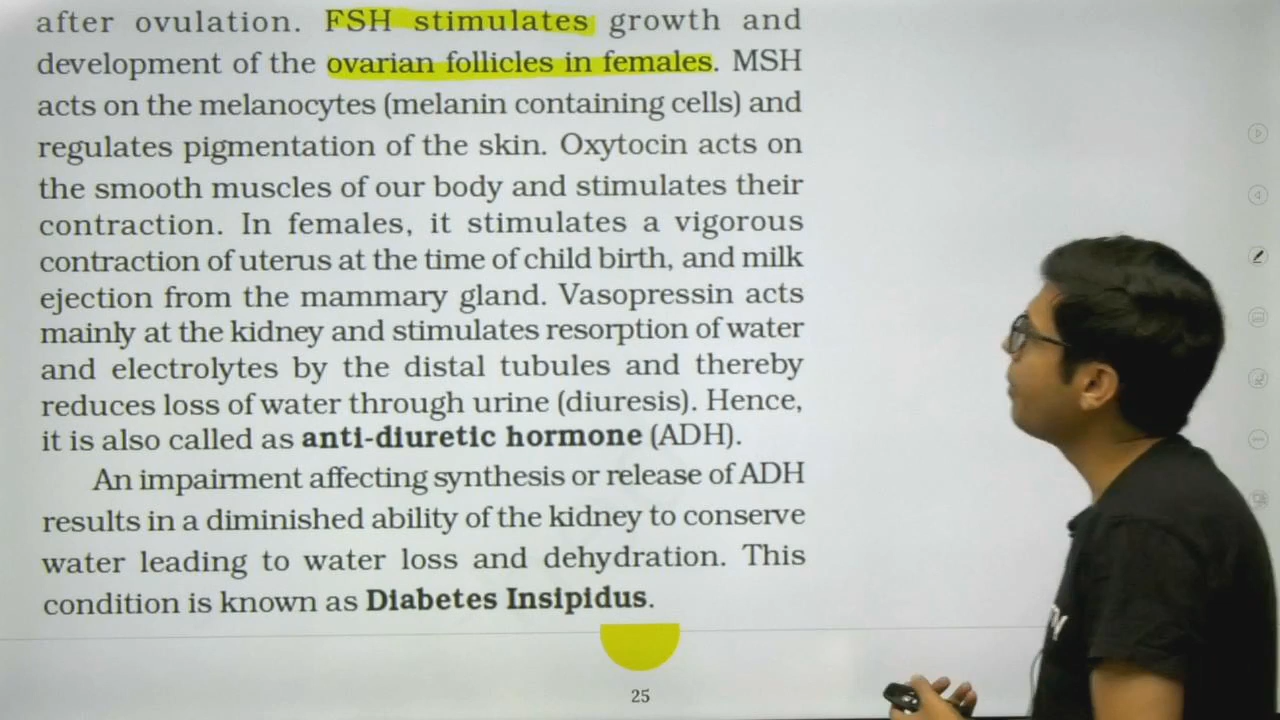 after ovulation. FSH stimulates growth and
development of the ovarian follicles in females. MSH
acts on the melanocytes (melanin containing cells) and
regulates pigmentation of the skin. Oxytocin acts on
the smooth muscles of our body and stimulates their
contraction. In females, it stimulates a vigorous
contraction of uterus at the time of child birth, and milk
ejection from the mammary gland. Vasopressin acts
mainly at the kidney and stimulates resorption of water
and electrolytes by the distal tubules and thereby
reduces loss of water through urine (diuresis). Hence,
it is also called as anti-diuretic hormone (ADH).
An impairment affecting synthesis or release of ADH
results in a diminished ability of the kidney to conserve
water leading to water loss and dehydration. This
condition is known as Diabetes Insipidus.
25